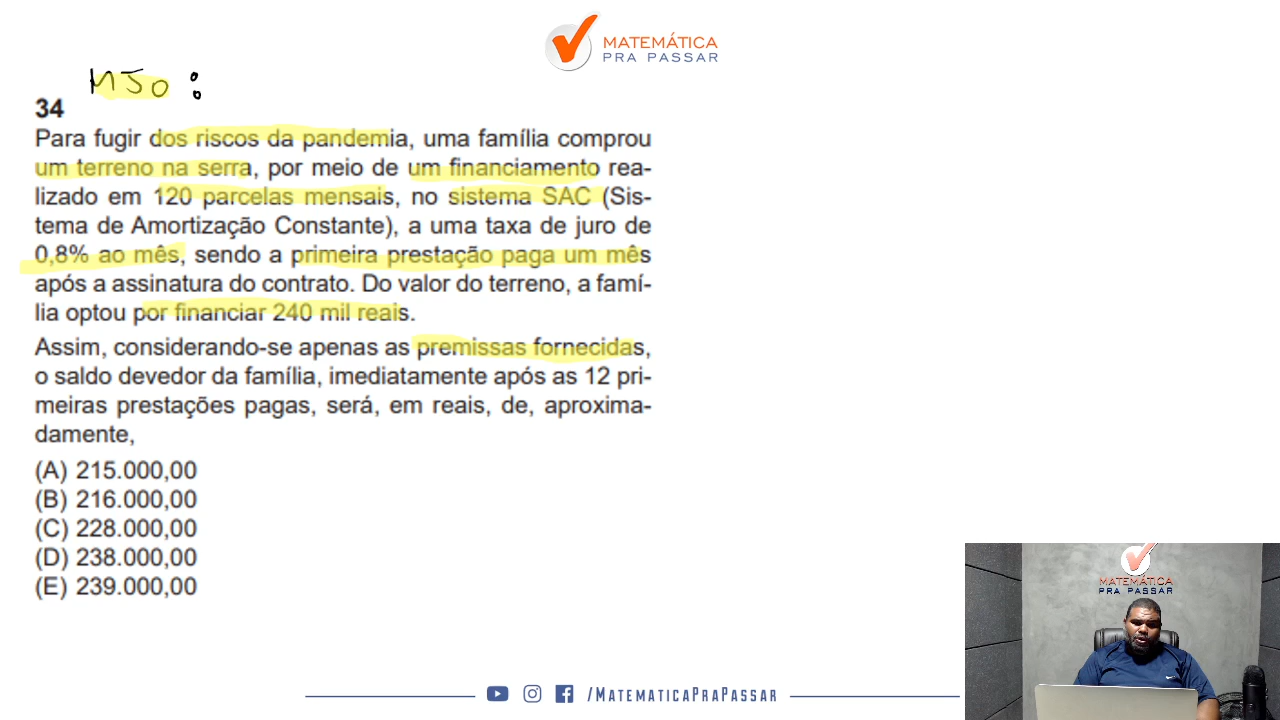 MATEMÁTICA
PRA PASSAR
MJO :
34
Para fugir dos riscos da pandemia, uma família comprou
um terreno na serra, por meio de um financiamento rea-
lizado em 120 parcelas mensais, no sistema SAC (Sis-
tema de Amortização Constante), a uma taxa de juro de
0,8% ao mês, sendo a primeira prestação paga um mês
após a assinatura do contrato. Do valor do terreno, a famí-
lia optou por financiar 240 mil reais.
Assim, considerando-se apenas as premissas fornecidas,
o saldo devedor da família, imediatamente após as 12 pri-
meiras prestações pagas, será, em reais, de, aproxima-
damente,
(A) 215.000,00
(B) 216.000,00
(C) 228.000,00
(D) 238.000,00
(E) 239.000,00
MATEMÁTICA
PRA PASSAR
/MATEMATICAPRAPASSAR